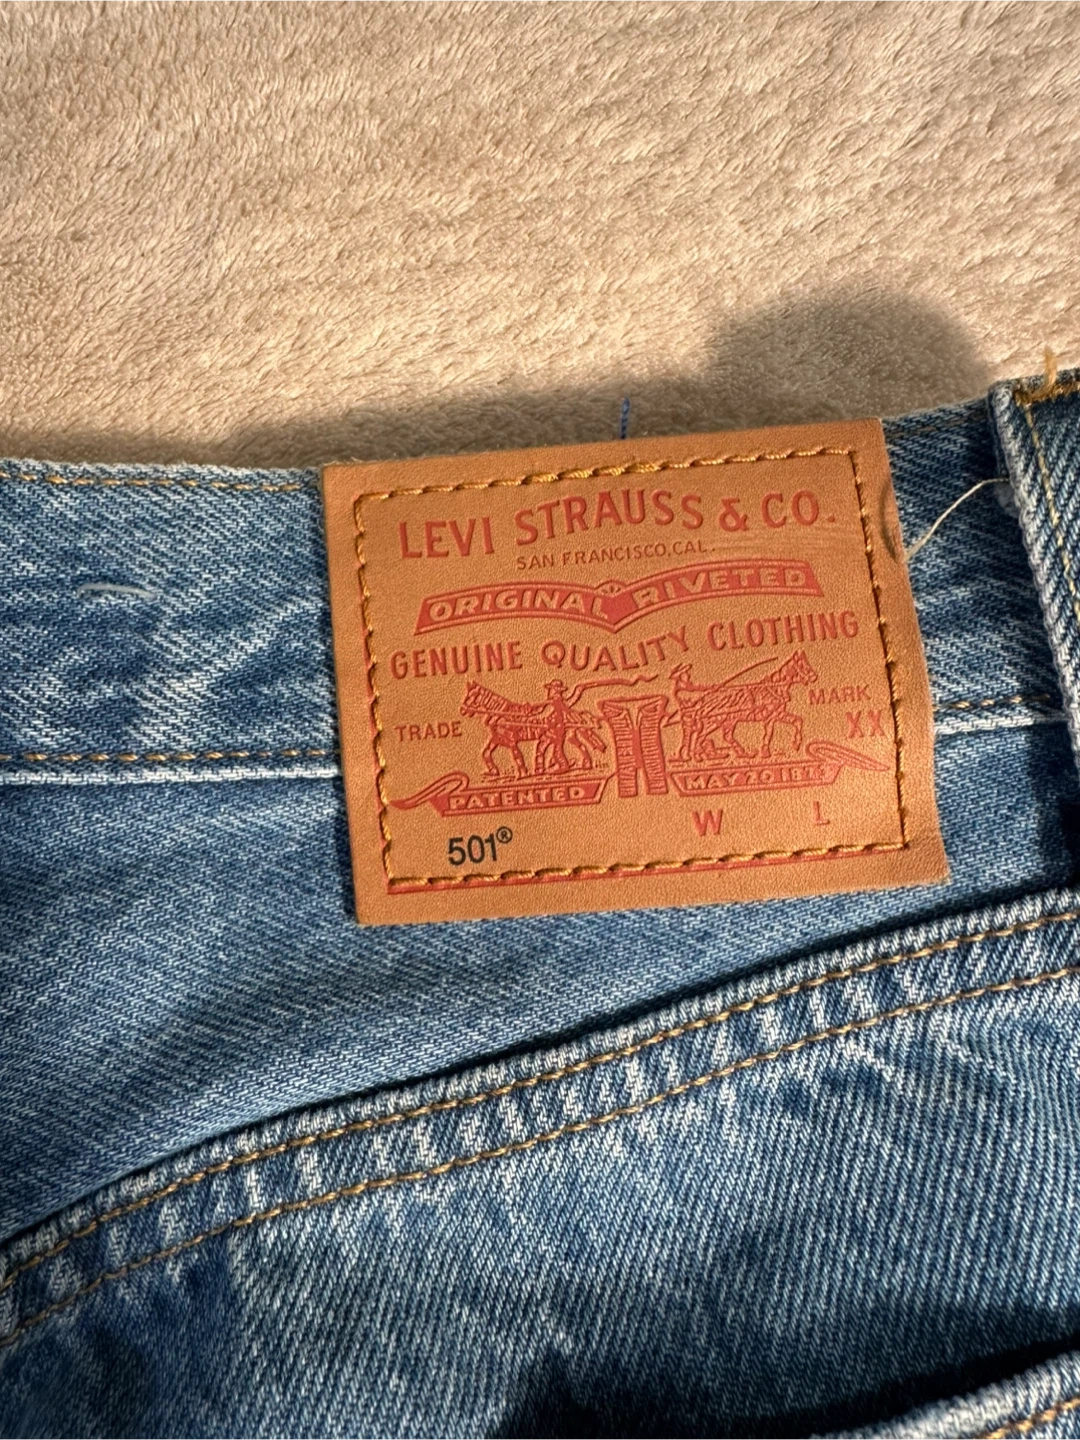 LEVI STRAUSS & CO.
SAN FRANCISCO, CAL.
ORIGINAL RIVETED
GENUINE QUALITY CLOTHING
TRADE MARK
XX
PATENTED MAY 20 1873
501® W L